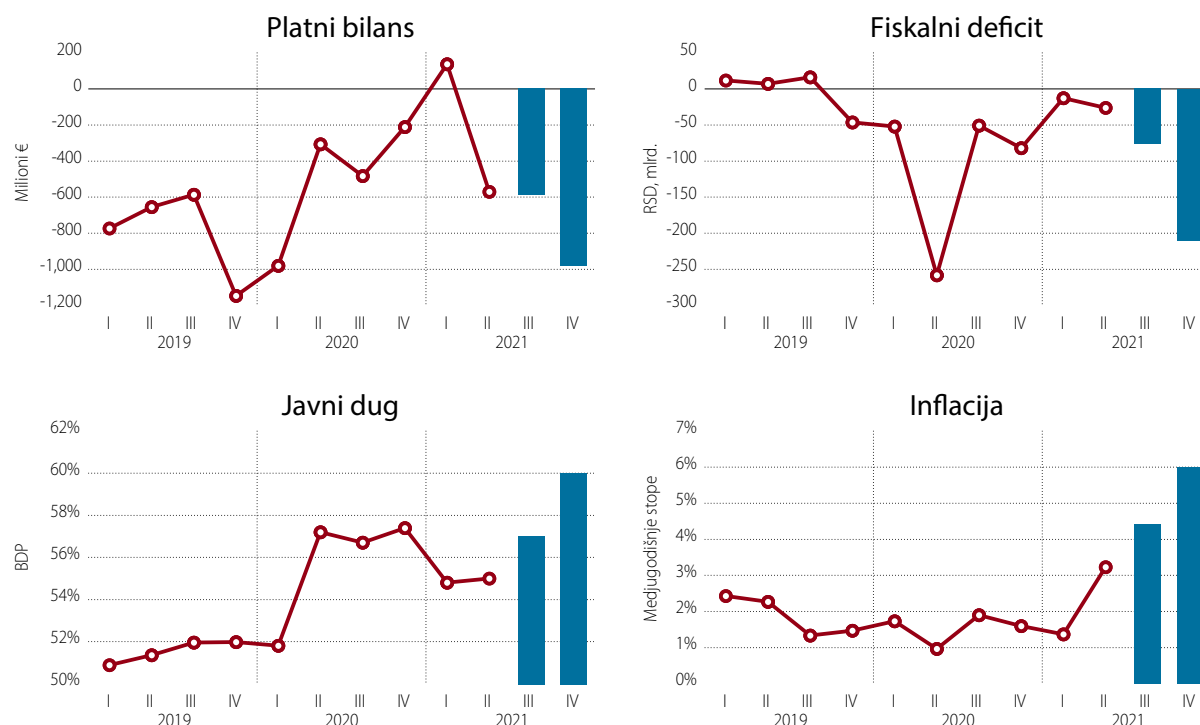 Platni bilans
200
0
-200
-400
-600
-800
-1,000
-1,200
Milioni €
I II III IV I II III IV I II III IV
2019 2020 2021
Fiskalni deficit
50
0
-50
-100
-150
-200
-250
-300
RSD, mlrd.
I II III IV I II III IV I II III IV
2019 2020 2021
Javni dug
62%
60%
58%
56%
54%
52%
50%
BDP
I II III IV I II III IV I II III IV
2019 2020 2021
Inflacija
7%
6%
5%
4%
3%
2%
1%
0%
Medjugodišnje stope
I II III IV I II III IV I II III IV
2019 2020 2021